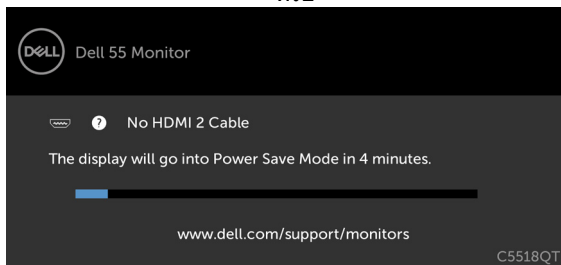 DELL
Dell 55 Monitor
? No HDMI 2 Cable
The display will go into Power Save Mode in 4 minutes.
www.dell.com/support/monitors
C5518QT